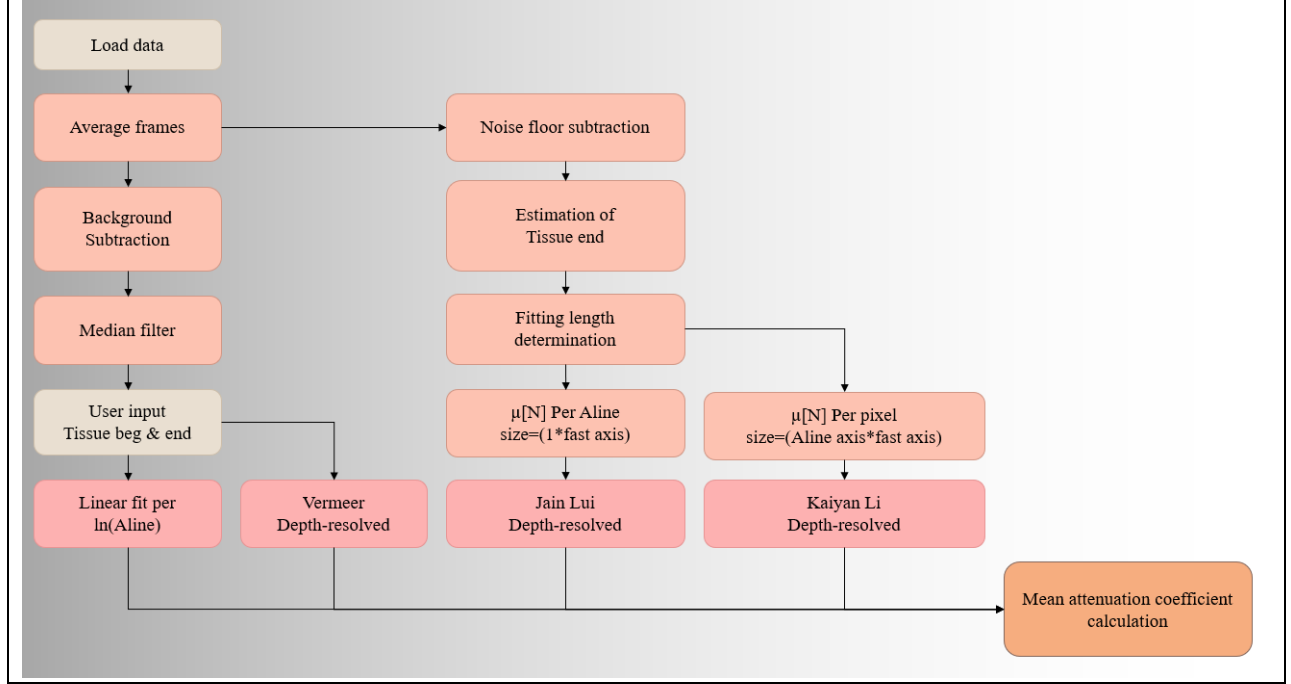 Load data
Average frames
Noise floor subtraction
Background
Subtraction
Estimation of
Tissue end
Median filter
Fitting length
determination
User input
Tissue beg & end
µ[N] Per Aline
size=(1*fast axis)
µ[N] Per pixel
size=(Aline axis*fast axis)
Linear fit per
ln(Aline)
Vermeer
Depth-resolved
Jain Lui
Depth-resolved
Kaiyan Li
Depth-resolved
Mean attenuation coefficient
calculation